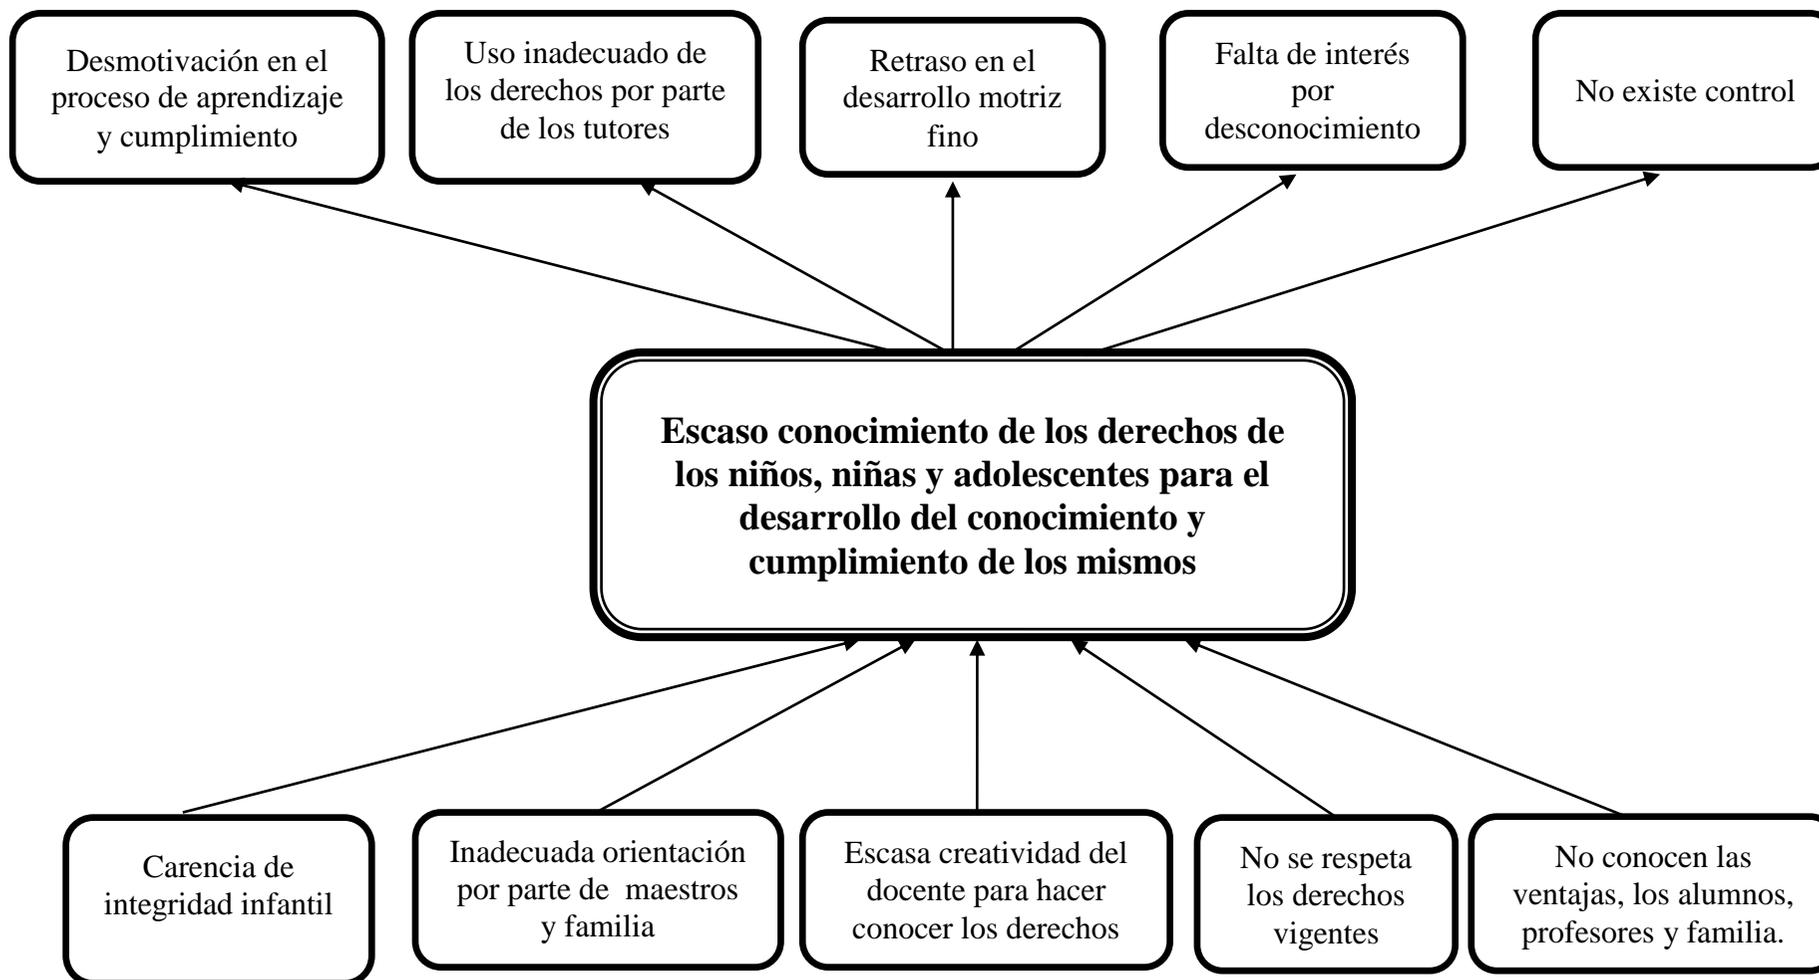 Desmotivación en el
proceso de aprendizaje
y cumplimiento
Uso inadecuado de
los derechos por parte
de los tutores
Retraso en el
desarrollo motriz
fino
Falta de interés
por
desconocimiento
No existe control
Escaso conocimiento de los derechos de
los niños, niñas y adolescentes para el
desarrollo del conocimiento y
cumplimiento de los mismos
Carencia de
integridad infantil
Inadecuada orientación
por parte de maestros
y familia
Escasa creatividad del
docente para hacer
conocer los derechos
No se respeta
los derechos
vigentes
No conocen las
ventajas, los alumnos,
profesores y familia.